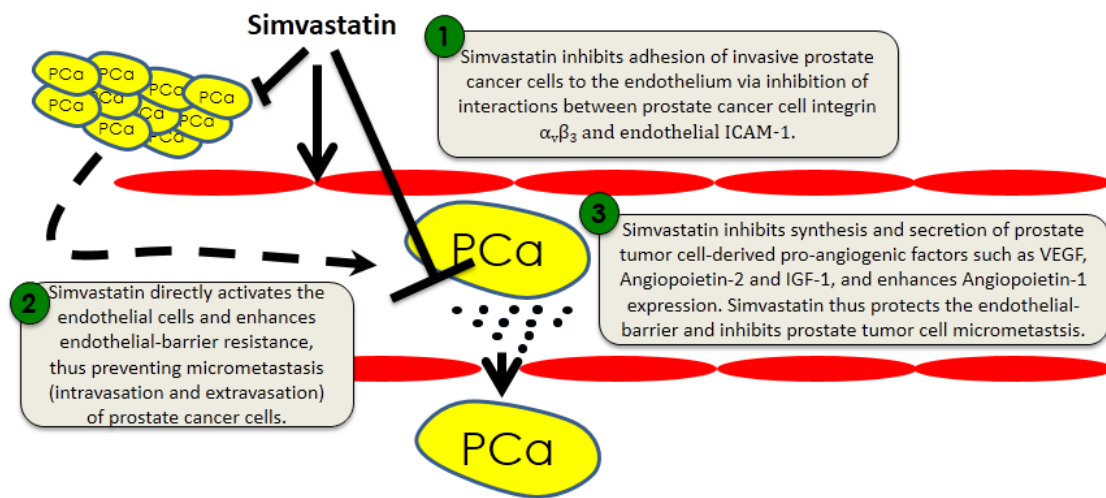 Simvastatin
1
Simvastatin inhibits adhesion of invasive prostate
cancer cells to the endothelium via inhibition of
interactions between prostate cancer cell integrin
αᵥβ₃ and endothelial ICAM-1.
PCa
PCa
PCa
PCa
PCa
PCa
Ca
PCa
PCa
PCa
3
Simvastatin inhibits synthesis and secretion of prostate
tumor cell-derived pro-angiogenic factors such as VEGF,
Angiopoietin-2 and IGF-1, and enhances Angiopoietin-1
expression. Simvastatin thus protects the endothelial-
barrier and inhibits prostate tumor cell micrometastsis.
PCa
2
Simvastatin directly activates the
endothelial cells and enhances
endothelial-barrier resistance,
thus preventing micrometastasis
(intravasation and extravasation)
of prostate cancer cells.
PCa